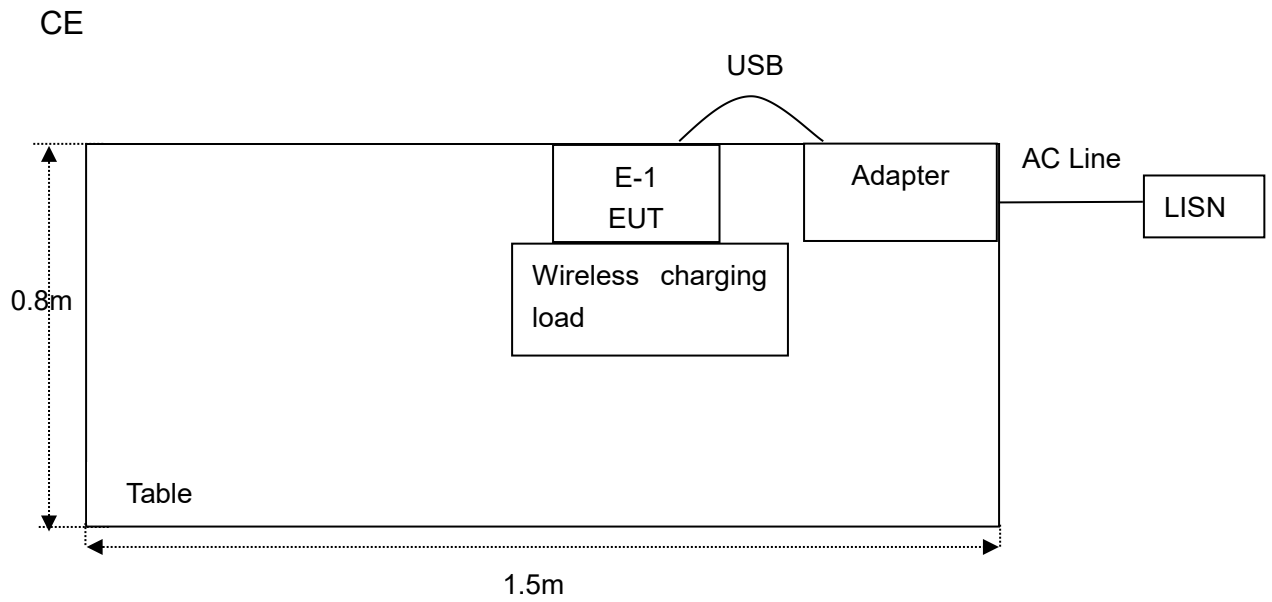 CE
USB
AC Line
E-1
EUT
Adapter
LISN
Wireless charging
load
0.8m
Table
1.5m